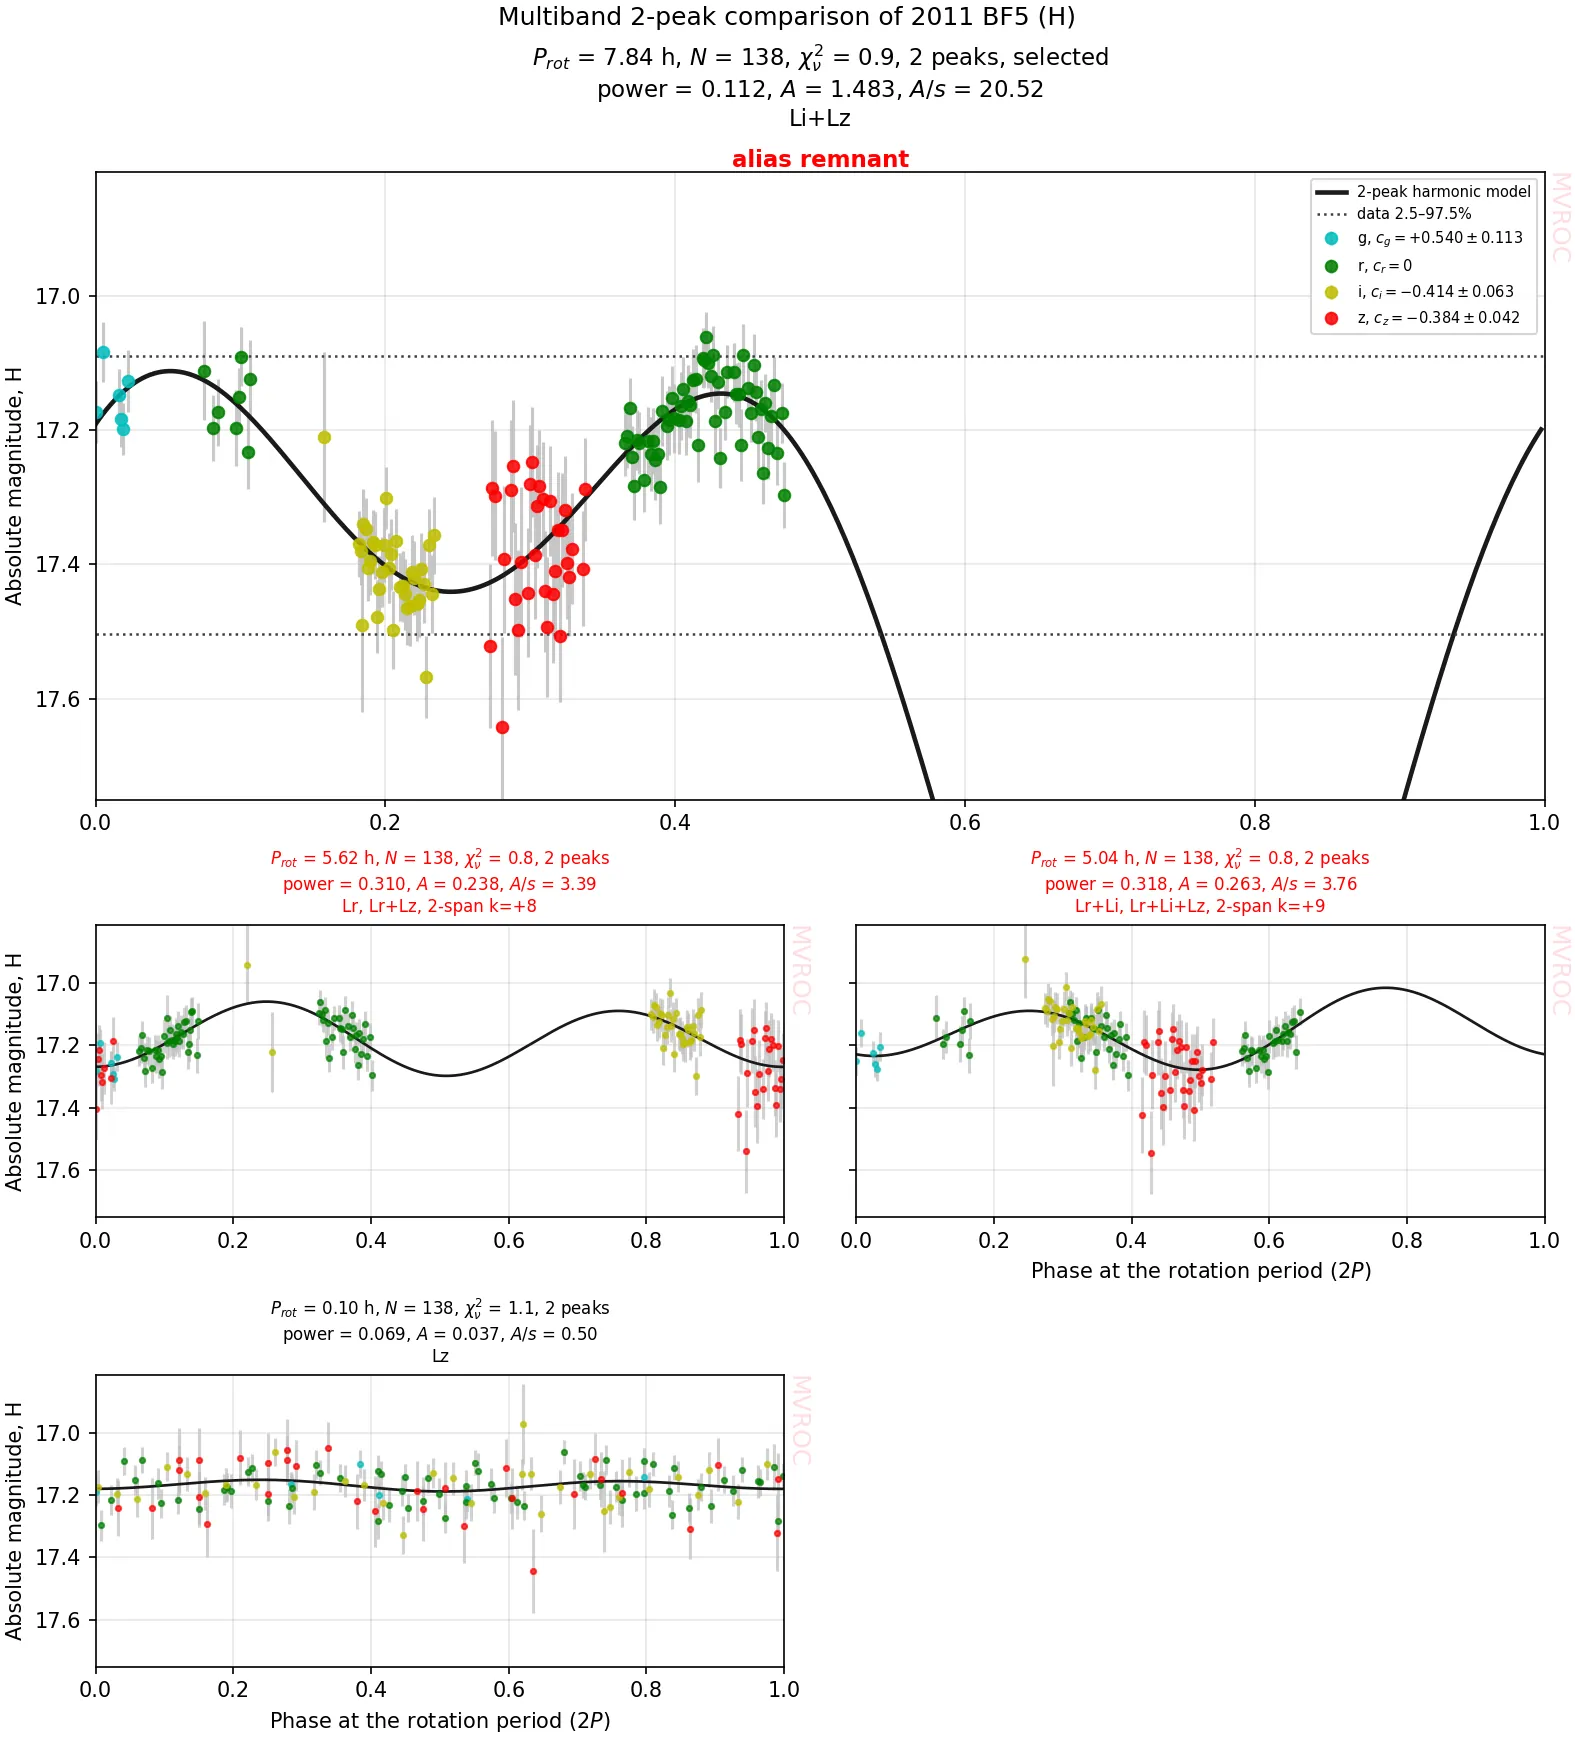 Multiband 2-peak comparison of 2011 BF5 (H)
P_rot = 7.84 h, N = 138, χ²_ν = 0.9, 2 peaks, selected
power = 0.112, A = 1.483, A/s = 20.52
Li+Lz
alias remnant
2-peak harmonic model
data 2.5–97.5%
g, c_g = +0.540 ± 0.113
r, c_r = 0
i, c_i = −0.414 ± 0.063
z, c_z = −0.384 ± 0.042
MVROC
Absolute magnitude, H
17.0
17.2
17.4
17.6
0.0 0.2 0.4 0.6 0.8 1.0
P_rot = 5.62 h, N = 138, χ²_ν = 0.8, 2 peaks
power = 0.310, A = 0.238, A/s = 3.39
Lr, Lr+Lz, 2-span k=+8
MVROC
Absolute magnitude, H
17.0
17.2
17.4
17.6
0.0 0.2 0.4 0.6 0.8 1.0
P_rot = 5.04 h, N = 138, χ²_ν = 0.8, 2 peaks
power = 0.318, A = 0.263, A/s = 3.76
Lr+Li, Lr+Li+Lz, 2-span k=+9
MVROC
0.0 0.2 0.4 0.6 0.8 1.0
Phase at the rotation period (2P)
P_rot = 0.10 h, N = 138, χ²_ν = 1.1, 2 peaks
power = 0.069, A = 0.037, A/s = 0.50
Lz
MVROC
Absolute magnitude, H
17.0
17.2
17.4
17.6
0.0 0.2 0.4 0.6 0.8 1.0
Phase at the rotation period (2P)